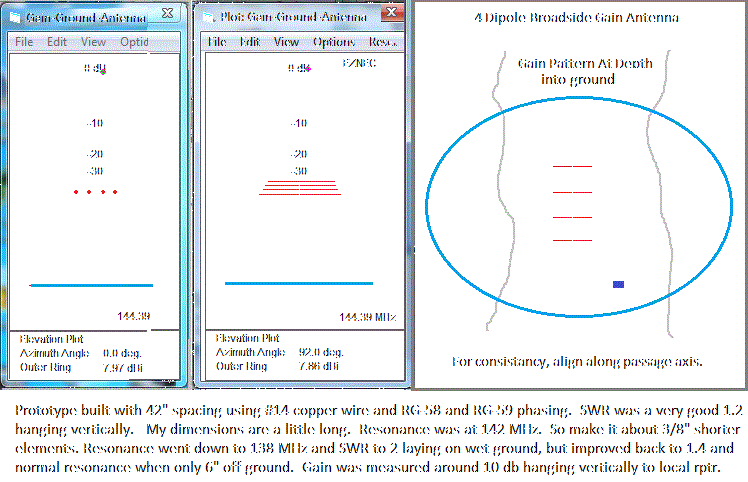 Gain-Ground-Antenna
File Edit View Optio
0 dB
-10
-20
-30
144.39
Elevation Plot
Azimuth Angle 0.0 deg.
Outer Ring 7.97 dBi
Plot: Gain-Ground-Antenna
File Edit View Options Rese
0 dB
EZNEC
-10
-20
-30
144.39 MHz
Elevation Plot
Azimuth Angle 92.0 deg.
Outer Ring 7.86 dBi
4 Dipole Broadside Gain Antenna
Gain Pattern At Depth
into ground
For consistancy, align along passage axis.
Prototype built with 42" spacing using #14 copper wire and RG-58 and RG-59 phasing. SWR was a very good 1.2
hanging vertically. My dimensions are a little long. Resonance was at 142 MHz. So make it about 3/8" shorter
elements. Resonance went down to 138 MHz and SWR to 2 laying on wet ground, but improved back to 1.4 and
normal resonance when only 6" off ground. Gain was measured around 10 db hanging vertically to local rptr.